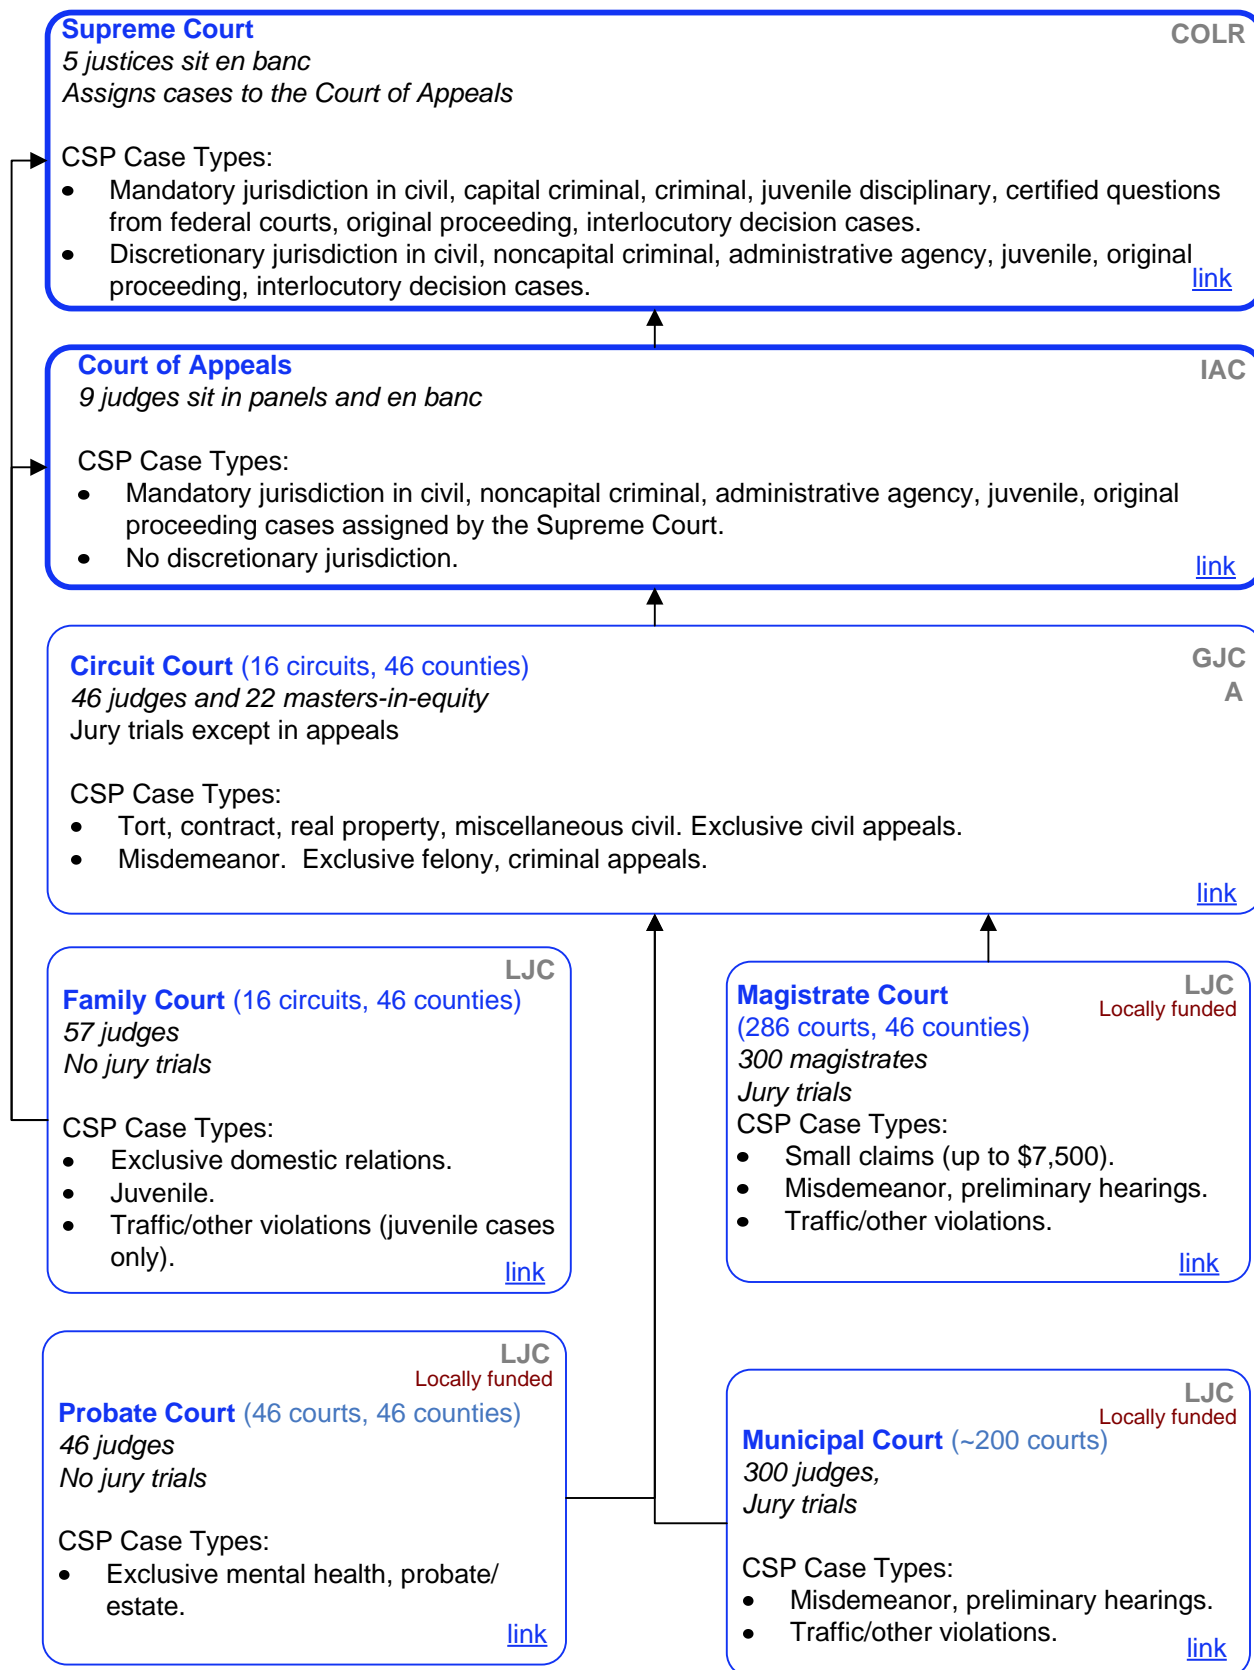 Supreme Court
COLR
5 justices sit en banc
Assigns cases to the Court of Appeals
CSP Case Types:
• Mandatory jurisdiction in civil, capital criminal, criminal, juvenile disciplinary, certified questions
from federal courts, original proceeding, interlocutory decision cases.
• Discretionary jurisdiction in civil, noncapital criminal, administrative agency, juvenile, original
proceeding, interlocutory decision cases.
link
Court of Appeals
IAC
9 judges sit in panels and en banc
CSP Case Types:
• Mandatory jurisdiction in civil, noncapital criminal, administrative agency, juvenile, original
proceeding cases assigned by the Supreme Court.
• No discretionary jurisdiction.
link
Circuit Court (16 circuits, 46 counties)
GJC
A
46 judges and 22 masters-in-equity
Jury trials except in appeals
CSP Case Types:
• Tort, contract, real property, miscellaneous civil. Exclusive civil appeals.
• Misdemeanor.  Exclusive felony, criminal appeals.
link
LJC
Family Court (16 circuits, 46 counties)
57 judges
No jury trials
CSP Case Types:
• Exclusive domestic relations.
• Juvenile.
• Traffic/other violations (juvenile cases
only).
link
LJC
Locally funded
Magistrate Court
(286 courts, 46 counties)
300 magistrates
Jury trials
CSP Case Types:
• Small claims (up to $7,500).
• Misdemeanor, preliminary hearings.
• Traffic/other violations.
link
LJC
Locally funded
Probate Court (46 courts, 46 counties)
46 judges
No jury trials
CSP Case Types:
• Exclusive mental health, probate/
estate.
link
LJC
Locally funded
Municipal Court (~200 courts)
300 judges,
Jury trials
CSP Case Types:
• Misdemeanor, preliminary hearings.
• Traffic/other violations.
link